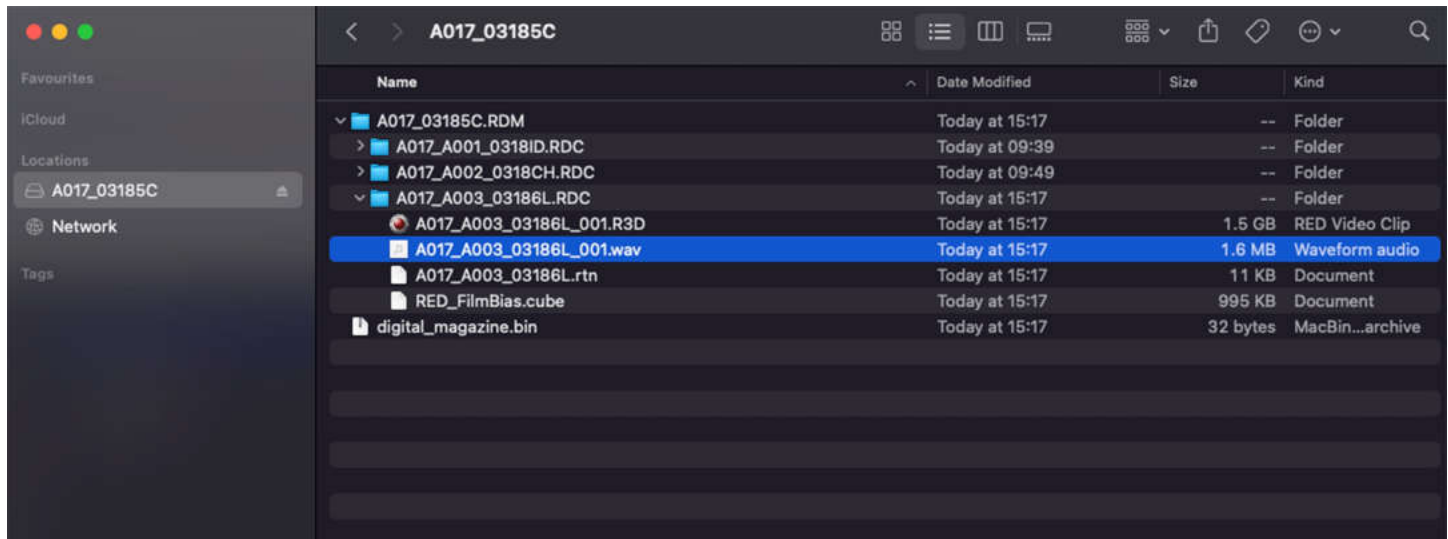 A017_03185C
Favourites
iCloud
Locations
A017_03185C
Network
Tags
Name Date Modified Size Kind
A017_03185C.RDM Today at 15:17 -- Folder
A017_A001_0318ID.RDC Today at 09:39 -- Folder
A017_A002_0318CH.RDC Today at 09:49 -- Folder
A017_A003_03186L.RDC Today at 15:17 -- Folder
A017_A003_03186L_001.R3D Today at 15:17 1.5 GB RED Video Clip
A017_A003_03186L_001.wav Today at 15:17 1.6 MB Waveform audio
A017_A003_03186L.rtn Today at 15:17 11 KB Document
RED_FilmBias.cube Today at 15:17 995 KB Document
digital_magazine.bin Today at 15:17 32 bytes MacBin...archive